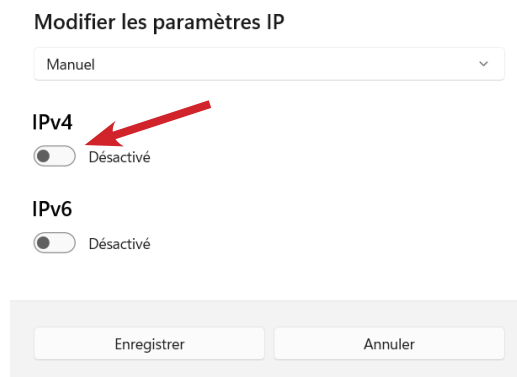 Modifier les paramètres IP
Manuel
IPv4
Désactivé
IPv6
Désactivé
Enregistrer
Annuler